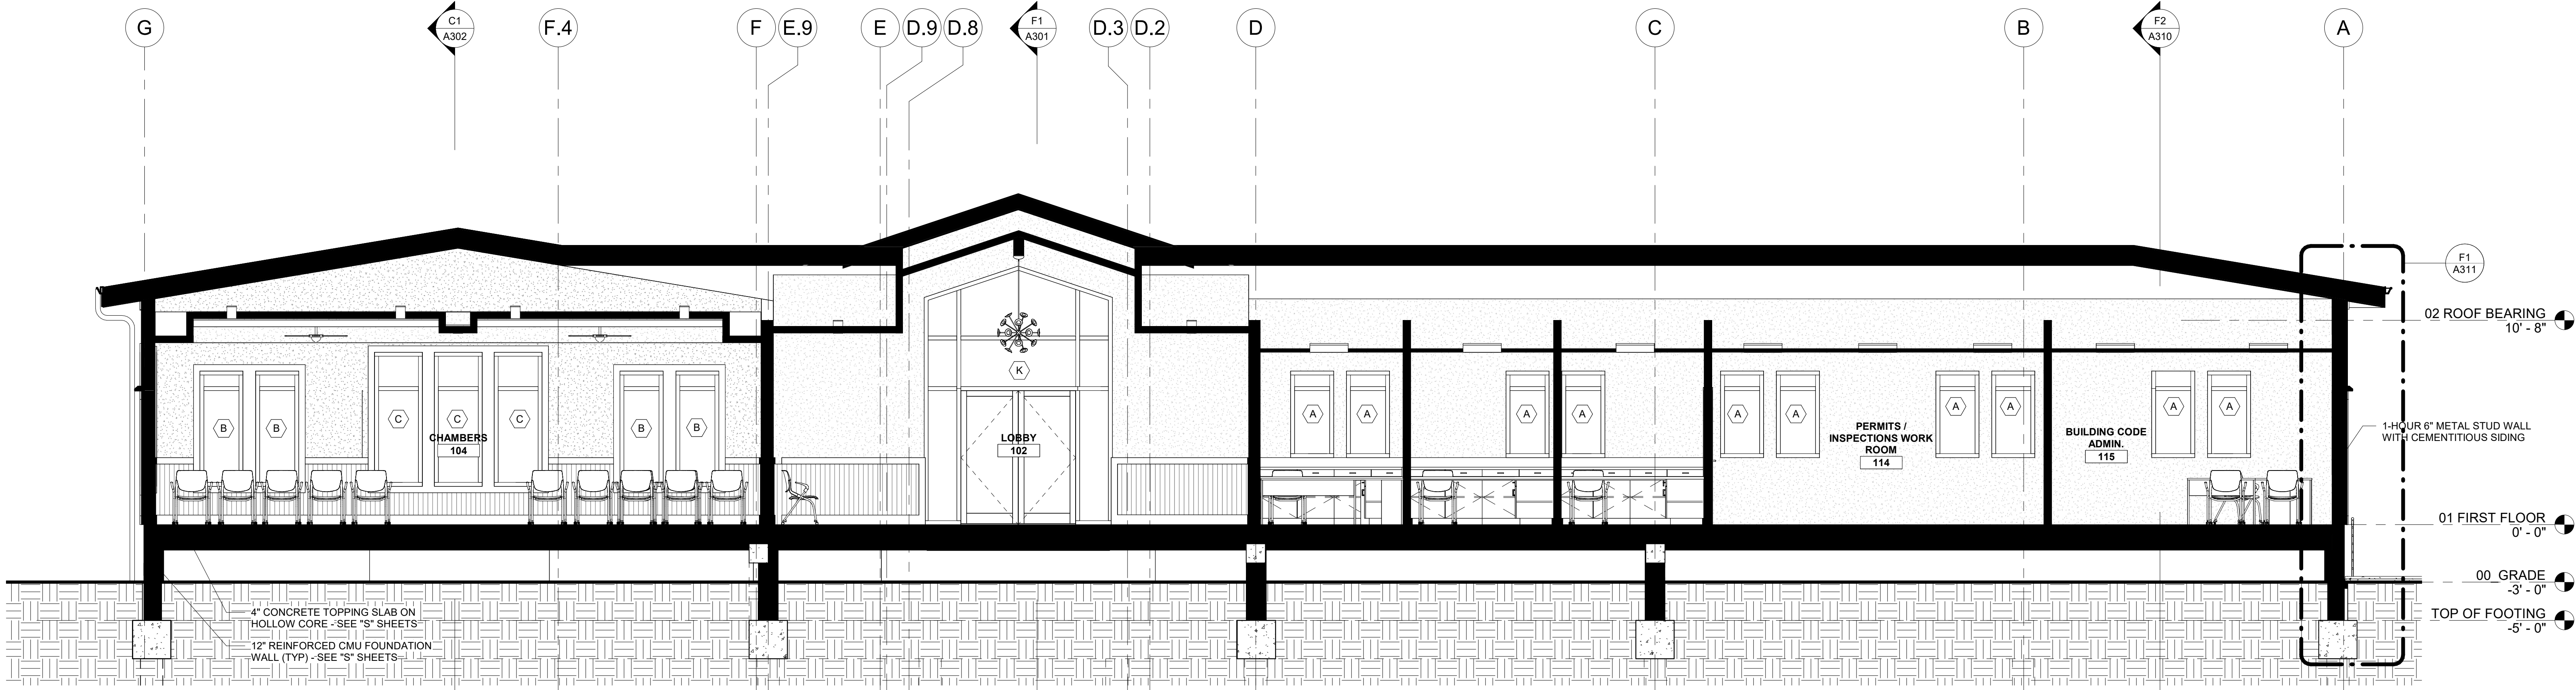 G
C1
A302
F.4
F
E.9
E
D.9
D.8
F1
A301
D.3
D.2
D
C
B
F2
A310
A
F1
A311
02 ROOF BEARING
10' - 8"
K
A
A
A
A
A
A
A
A
A
A
B
B
C
C
C
B
B
CHAMBERS
104
LOBBY
102
PERMITS /
INSPECTIONS WORK
ROOM
114
BUILDING CODE
ADMIN.
115
1-HOUR 6" METAL STUD WALL
WITH CEMENTITIOUS SIDING
01 FIRST FLOOR
0' - 0"
00_GRADE
-3' - 0"
4" CONCRETE TOPPING SLAB ON
HOLLOW CORE - SEE "S" SHEETS
12" REINFORCED CMU FOUNDATION
WALL (TYP) - SEE "S" SHEETS
TOP OF FOOTING
-5' - 0"